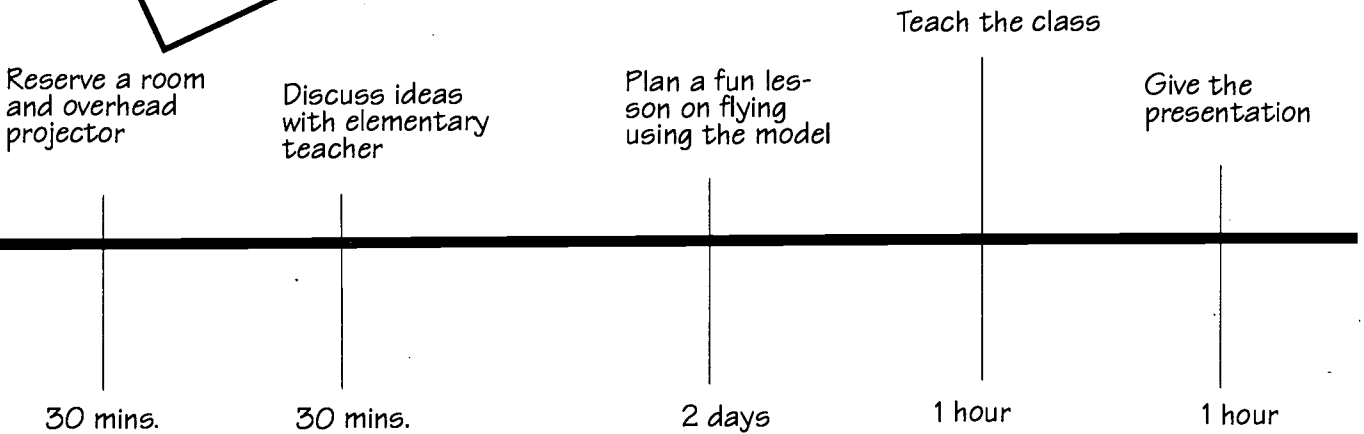 Teach the class
Reserve a room
and overhead
projector
Discuss ideas
with elementary
teacher
Plan a fun les-
son on flying
using the model
Give the
presentation
30 mins.
30 mins.
2 days
1 hour
1 hour